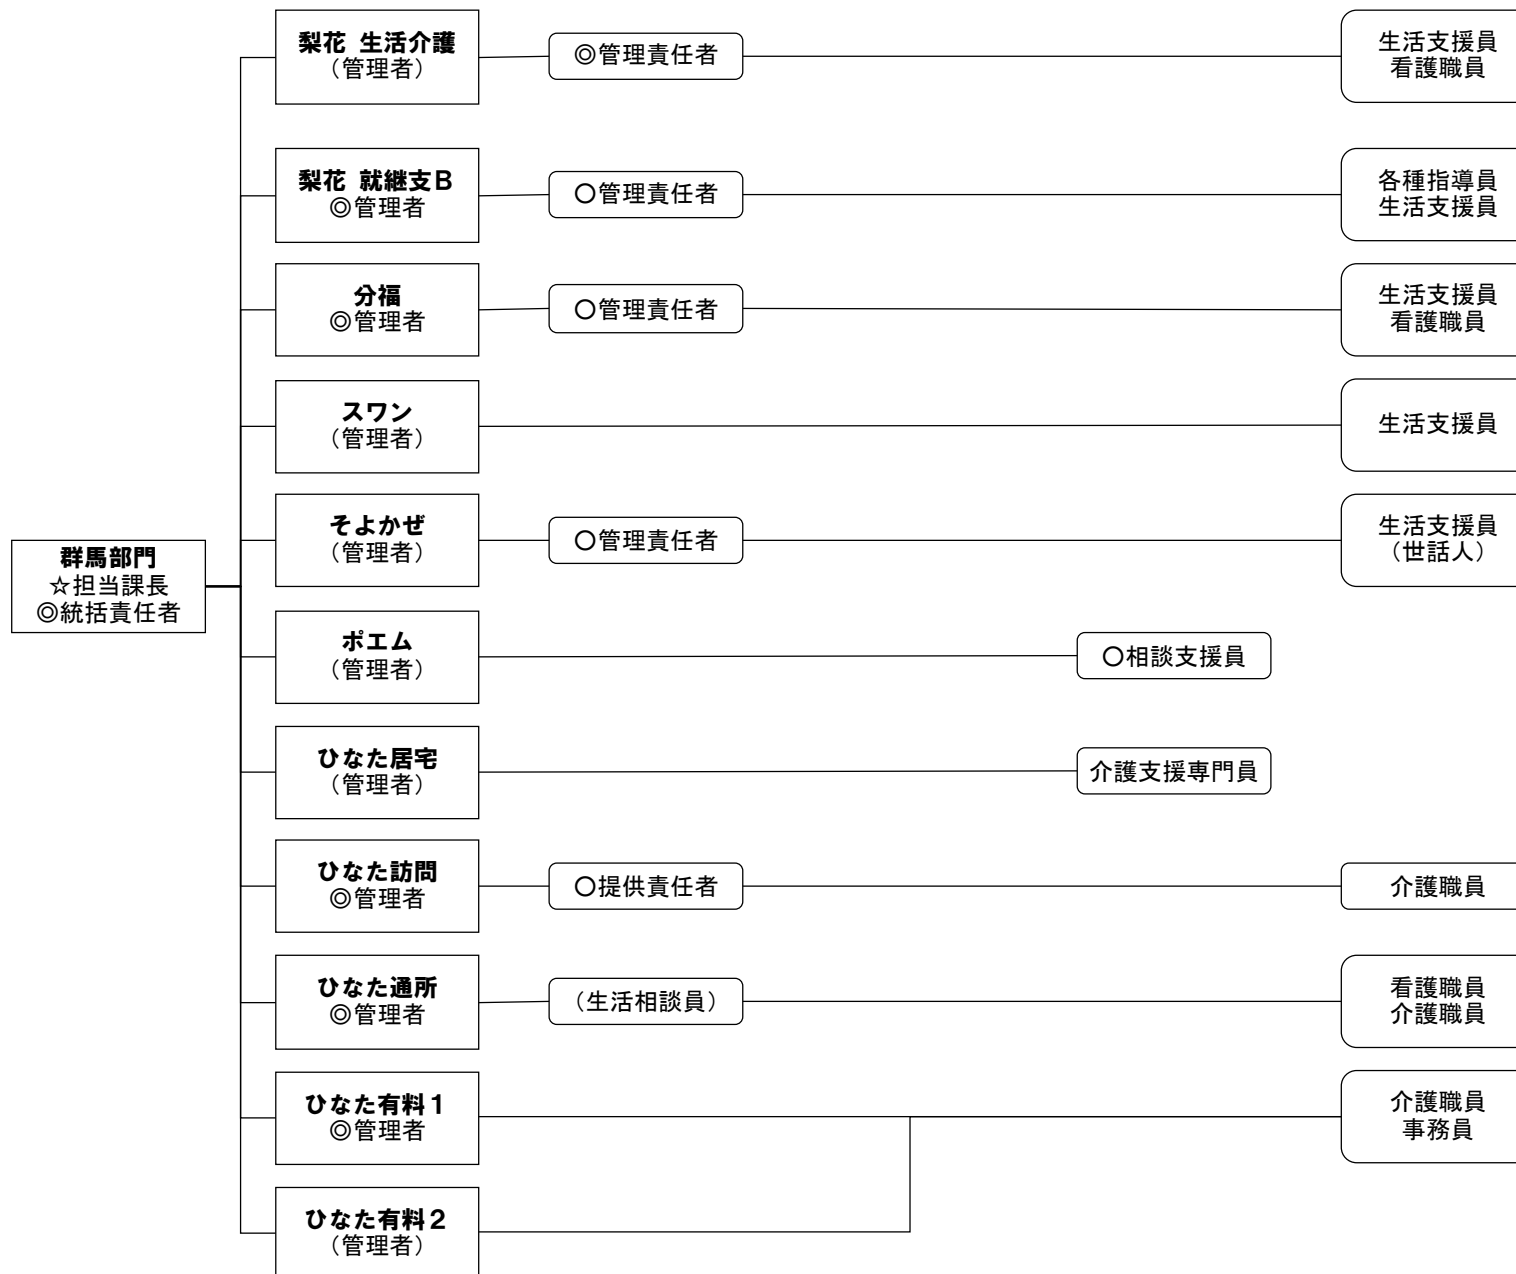 梨花 生活介護
（管理者）
◎管理責任者
生活支援員
看護職員
梨花 就継支B
◎管理者
○管理責任者
各種指導員
生活支援員
分福
◎管理者
○管理責任者
生活支援員
看護職員
スワン
（管理者）
生活支援員
そよかぜ
（管理者）
○管理責任者
生活支援員
（世話人）
群馬部門
☆担当課長
◎統括責任者
ポエム
（管理者）
○相談支援員
ひなた居宅
（管理者）
介護支援専門員
ひなた訪問
◎管理者
○提供責任者
介護職員
ひなた通所
◎管理者
（生活相談員）
看護職員
介護職員
ひなた有料１
◎管理者
介護職員
事務員
ひなた有料２
（管理者）